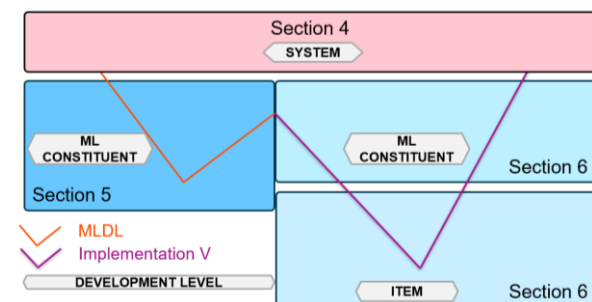 Section 4
SYSTEM
ML
CONSTITUENT
Section 5
ML
CONSTITUENT
Section 6
MLDL
Implementation V
DEVELOPMENT LEVEL
ITEM
Section 6